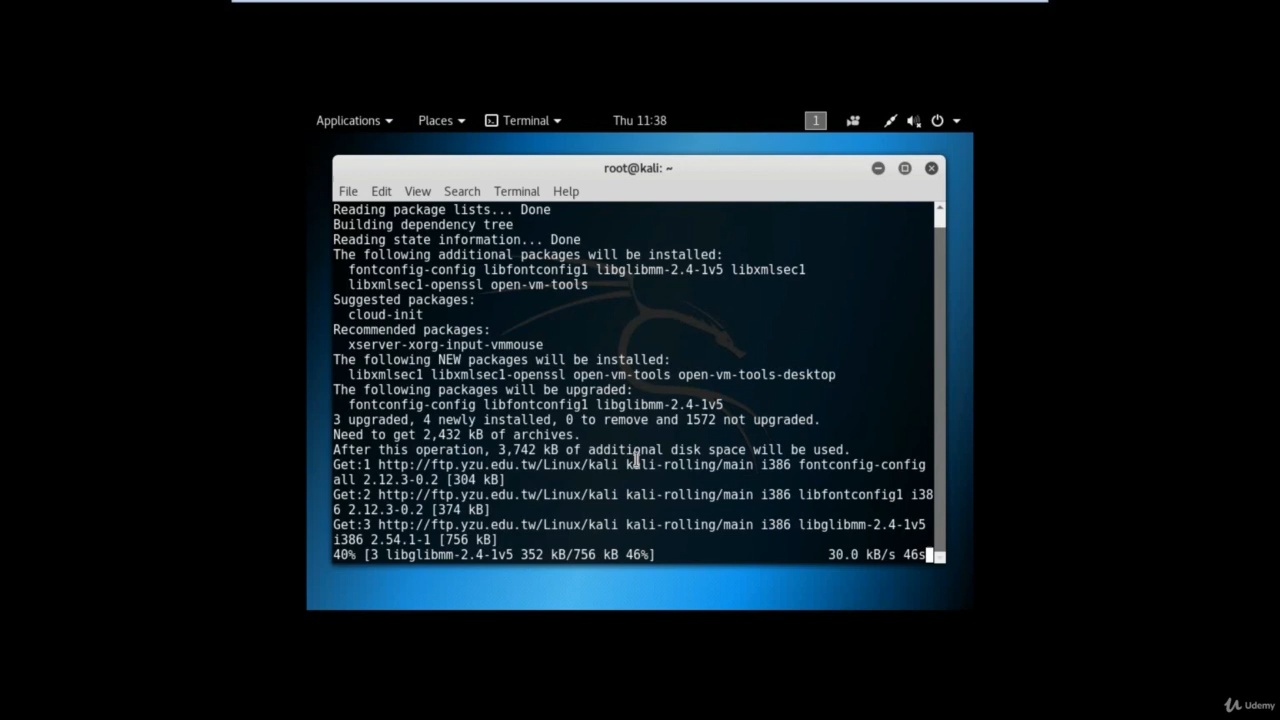 Applications Places Terminal Thu 11:38 1
root@kali: ~
File Edit View Search Terminal Help
Reading package lists... Done
Building dependency tree
Reading state information... Done
The following additional packages will be installed:
  fontconfig-config libfontconfig1 libglibmm-2.4-1v5 libxmlsec1
  libxmlsec1-openssl open-vm-tools
Suggested packages:
  cloud-init
Recommended packages:
  xserver-xorg-input-vmmouse
The following NEW packages will be installed:
  libxmlsec1 libxmlsec1-openssl open-vm-tools open-vm-tools-desktop
The following packages will be upgraded:
  fontconfig-config libfontconfig1 libglibmm-2.4-1v5
3 upgraded, 4 newly installed, 0 to remove and 1572 not upgraded.
Need to get 2,432 kB of archives.
After this operation, 3,742 kB of additional disk space will be used.
Get:1 http://ftp.yzu.edu.tw/Linux/kali kali-rolling/main i386 fontconfig-config
all 2.12.3-0.2 [304 kB]
Get:2 http://ftp.yzu.edu.tw/Linux/kali kali-rolling/main i386 libfontconfig1 i38
6 2.12.3-0.2 [374 kB]
Get:3 http://ftp.yzu.edu.tw/Linux/kali kali-rolling/main i386 libglibmm-2.4-1v5
i386 2.54.1-1 [756 kB]
40% [3 libglibmm-2.4-1v5 352 kB/756 kB 46%] 30.0 kB/s 46s
Udemy